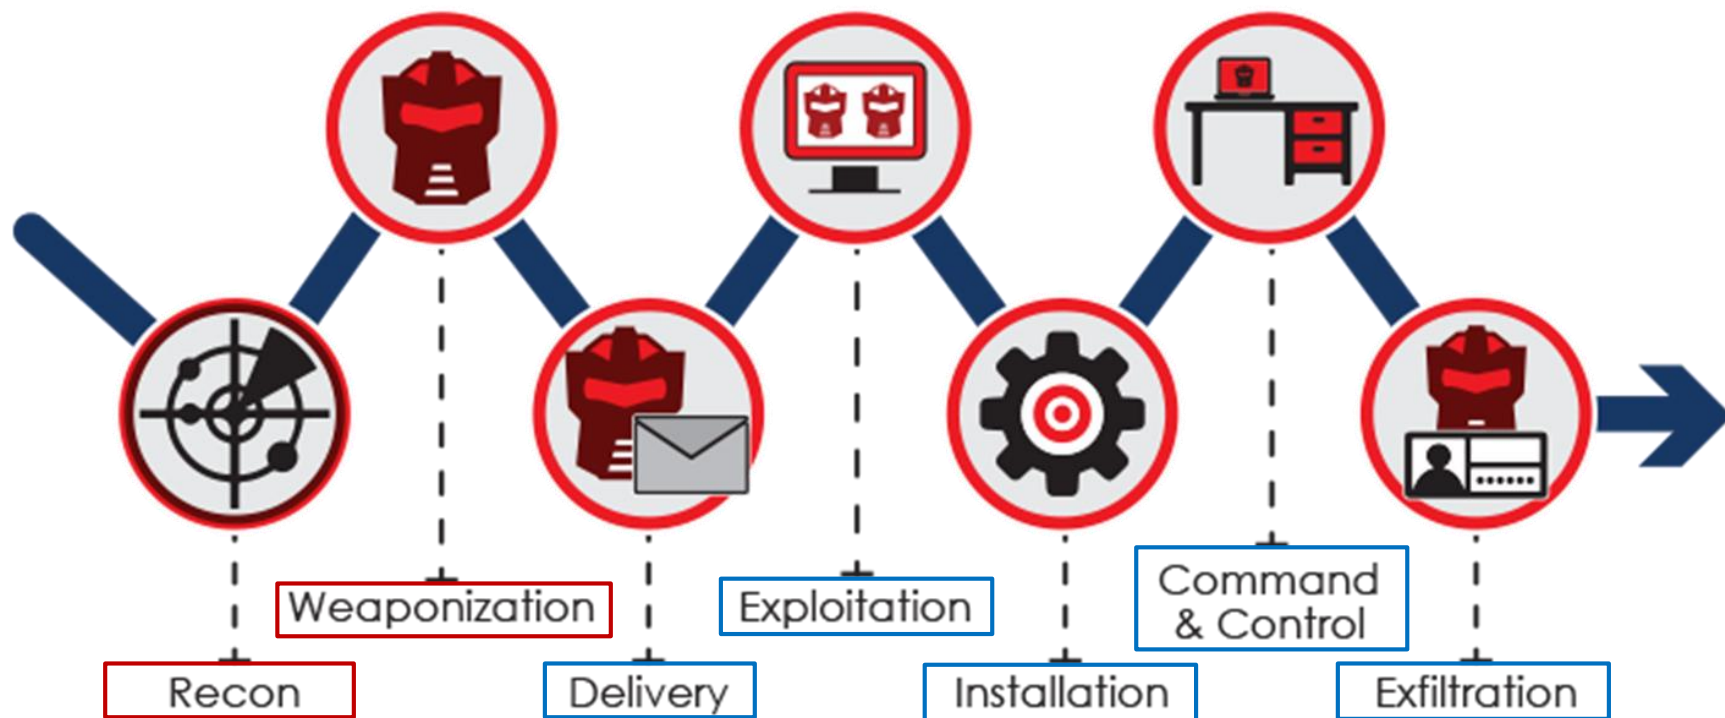 Recon
Weaponization
Delivery
Exploitation
Installation
Command
& Control
Exfiltration